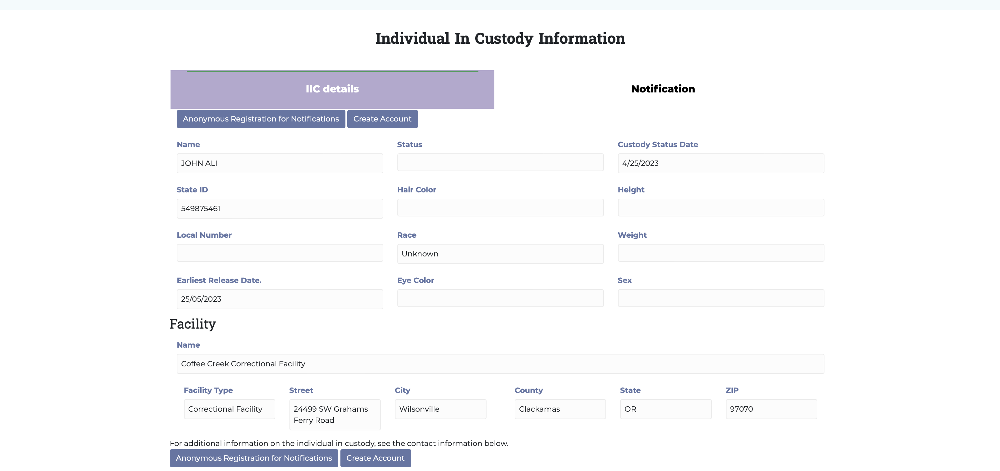 Individual In Custody Information
IIC details
Notification
Anonymous Registration for Notifications
Create Account
Name
Status
Custody Status Date
JOHN ALI
4/25/2023
State ID
Hair Color
Height
549875461
Local Number
Race
Weight
Unknown
Earliest Release Date.
Eye Color
Sex
25/05/2023
Facility
Name
Coffee Creek Correctional Facility
Facility Type
Street
City
County
State
ZIP
Correctional Facility
24499 SW Grahams
Ferry Road
Wilsonville
Clackamas
OR
97070
For additional information on the individual in custody, see the contact information below.
Anonymous Registration for Notifications
Create Account